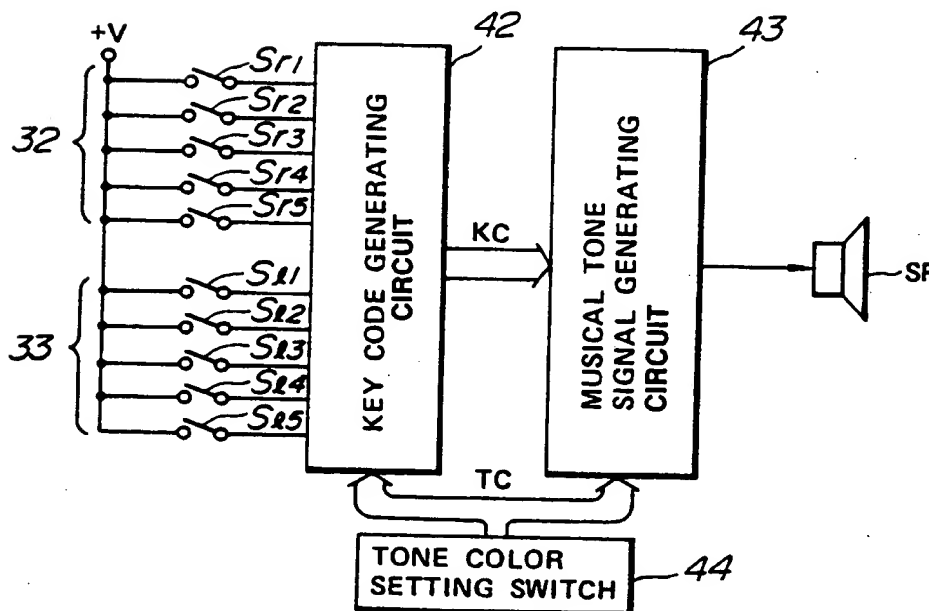 +V
42
43
32
Sr1
Sr2
Sr3
Sr4
Sr5
33
Sl1
Sl2
Sl3
Sl4
Sl5
KEY CODE GENERATING
CIRCUIT
KC
MUSICAL TONE
SIGNAL GENERATING
CIRCUIT
SP
TC
TONE COLOR
SETTING SWITCH
44